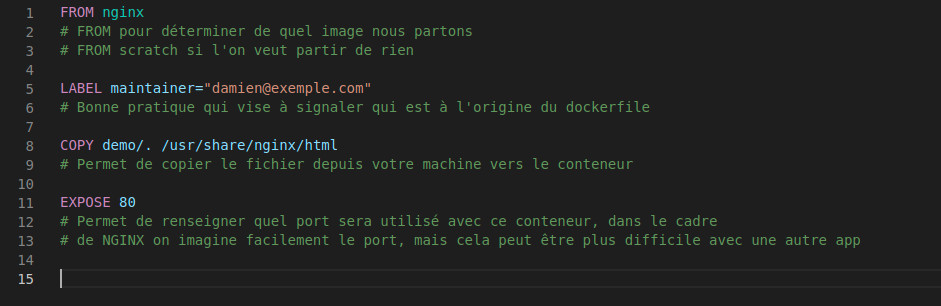 1 FROM nginx
2 # FROM pour déterminer de quel image nous partons
3 # FROM scratch si l'on veut partir de rien
4
5 LABEL maintainer="damien@exemple.com"
6 # Bonne pratique qui vise à signaler qui est à l'origine du dockerfile
7
8 COPY demo/. /usr/share/nginx/html
9 # Permet de copier le fichier depuis votre machine vers le conteneur
10
11 EXPOSE 80
12 # Permet de renseigner quel port sera utilisé avec ce conteneur, dans le cadre
13 # de NGINX on imagine facilement le port, mais cela peut être plus difficile avec une autre app
14
15